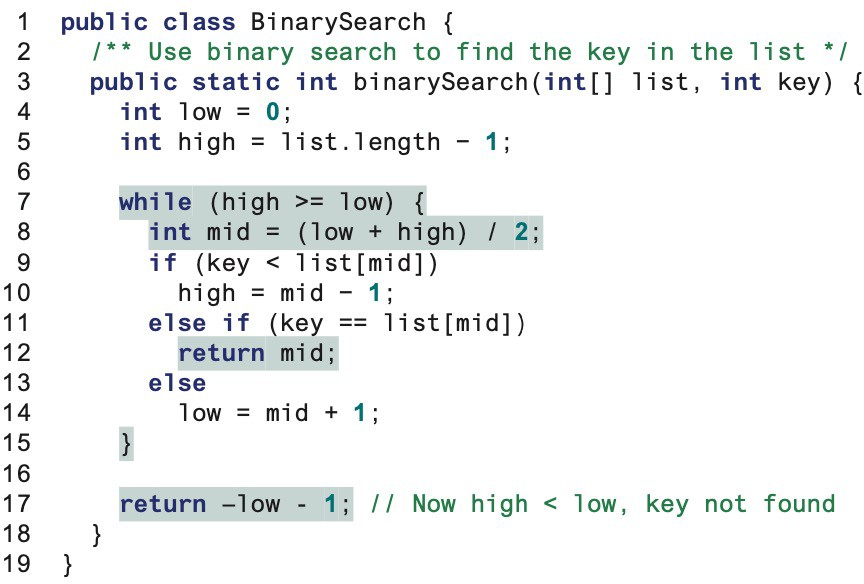 1 public class BinarySearch {
2 /** Use binary search to find the key in the list */
3 public static int binarySearch(int[] list, int key) {
4 int low = 0;
5 int high = list.length − 1;
6
7 while (high >= low) {
8 int mid = (low + high) / 2;
9 if (key < list[mid])
10 high = mid − 1;
11 else if (key == list[mid])
12 return mid;
13 else
14 low = mid + 1;
15 }
16
17 return –low - 1; // Now high < low, key not found
18 }
19 }